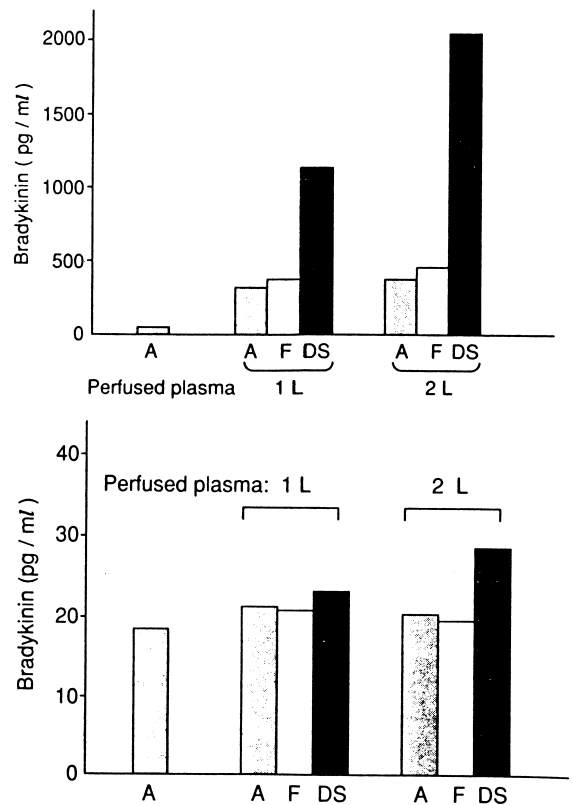 2000
1500
1000
500
0
Bradykinin ( pg / ml )
A A F DS A F DS
Perfused plasma 1 L 2 L
40
30
20
10
0
Bradykinin (pg / ml)
Perfused plasma: 1 L 2 L
A A F DS A F DS